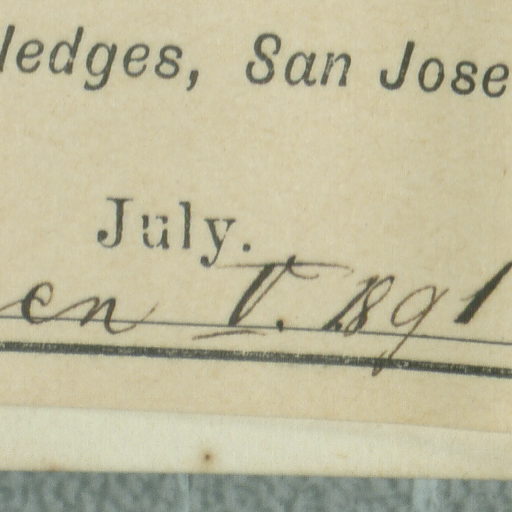 ledges, San Jose
July.
en V. 1891